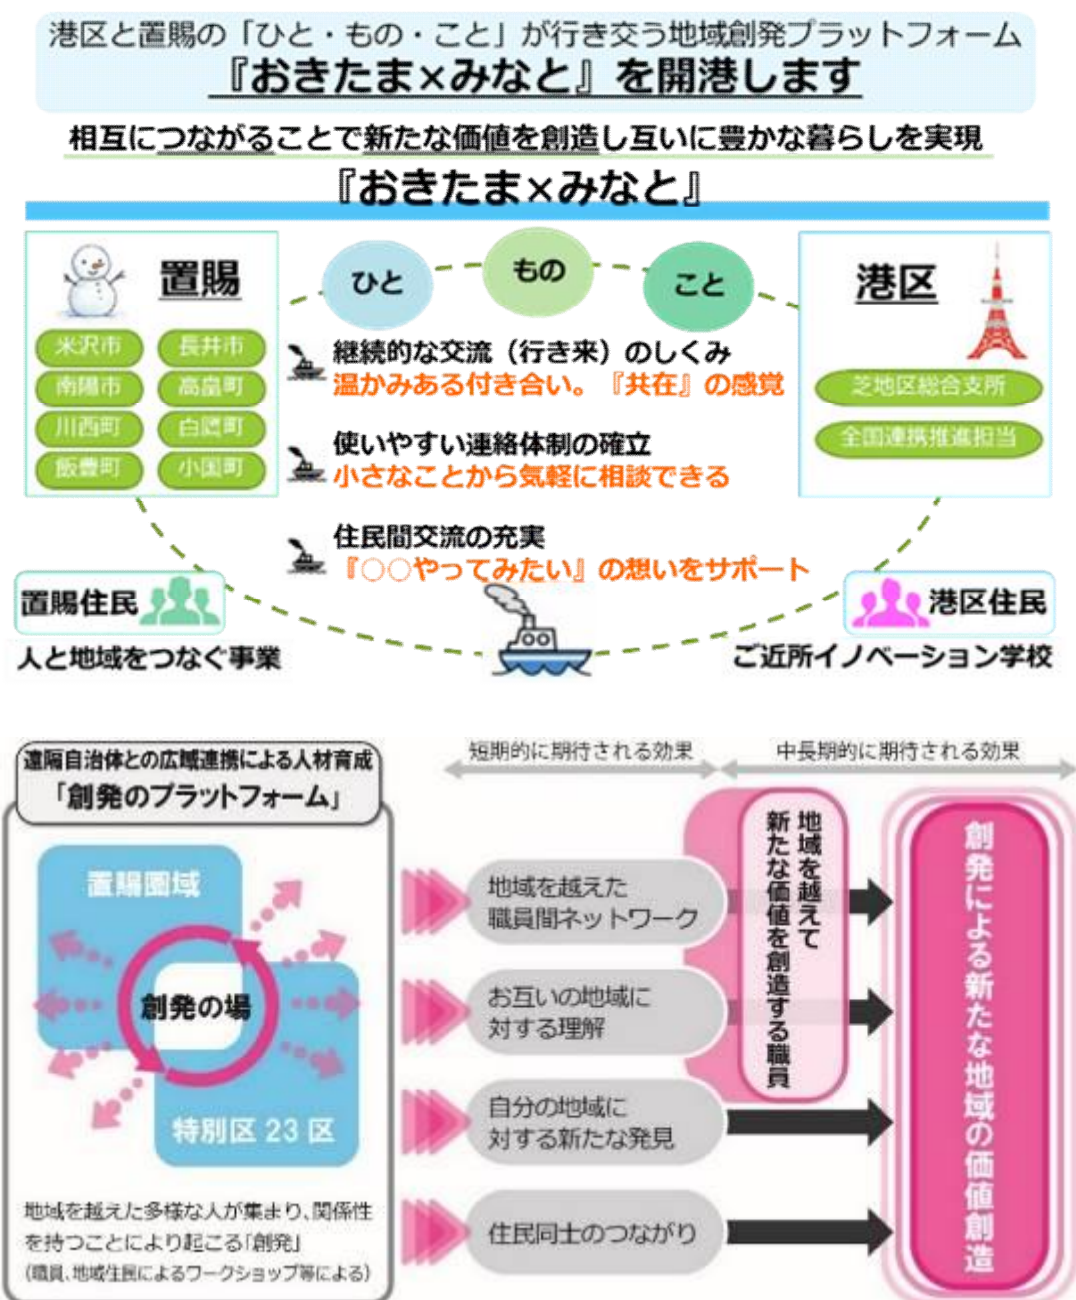 港区と置賜の「ひと・もの・こと」が行き交う地域創発プラットフォーム
『おきたま×みなと』を開港します
相互につながることで新たな価値を創造し互いに豊かな暮らしを実現
『おきたま×みなと』
置賜
米沢市
長井市
南陽市
高畠町
川西町
白鷹町
飯豊町
小国町
ひと
もの
こと
継続的な交流（行き来）のしくみ
温かみある付き合い。『共在』の感覚
使いやすい連絡体制の確立
小さなことから気軽に相談できる
住民間交流の充実
『○○やってみたい』の想いをサポート
港区
芝地区総合支所
全国連携推進担当
置賜住民
人と地域をつなぐ事業
港区住民
ご近所イノベーション学校
遠隔自治体との広域連携による人材育成
「創発のプラットフォーム」
置賜圏域
創発の場
特別区 23 区
地域を越えた多様な人が集まり、関係性
を持つことにより起こる「創発」
（職員、地域住民によるワークショップ等による）
短期的に期待される効果
中長期的に期待される効果
地域を越えた
職員間ネットワーク
お互いの地域に
対する理解
自分の地域に
対する新たな発見
住民同士のつながり
地域を越えて
新たな価値を創造する職員
創発による新たな地域の価値創造